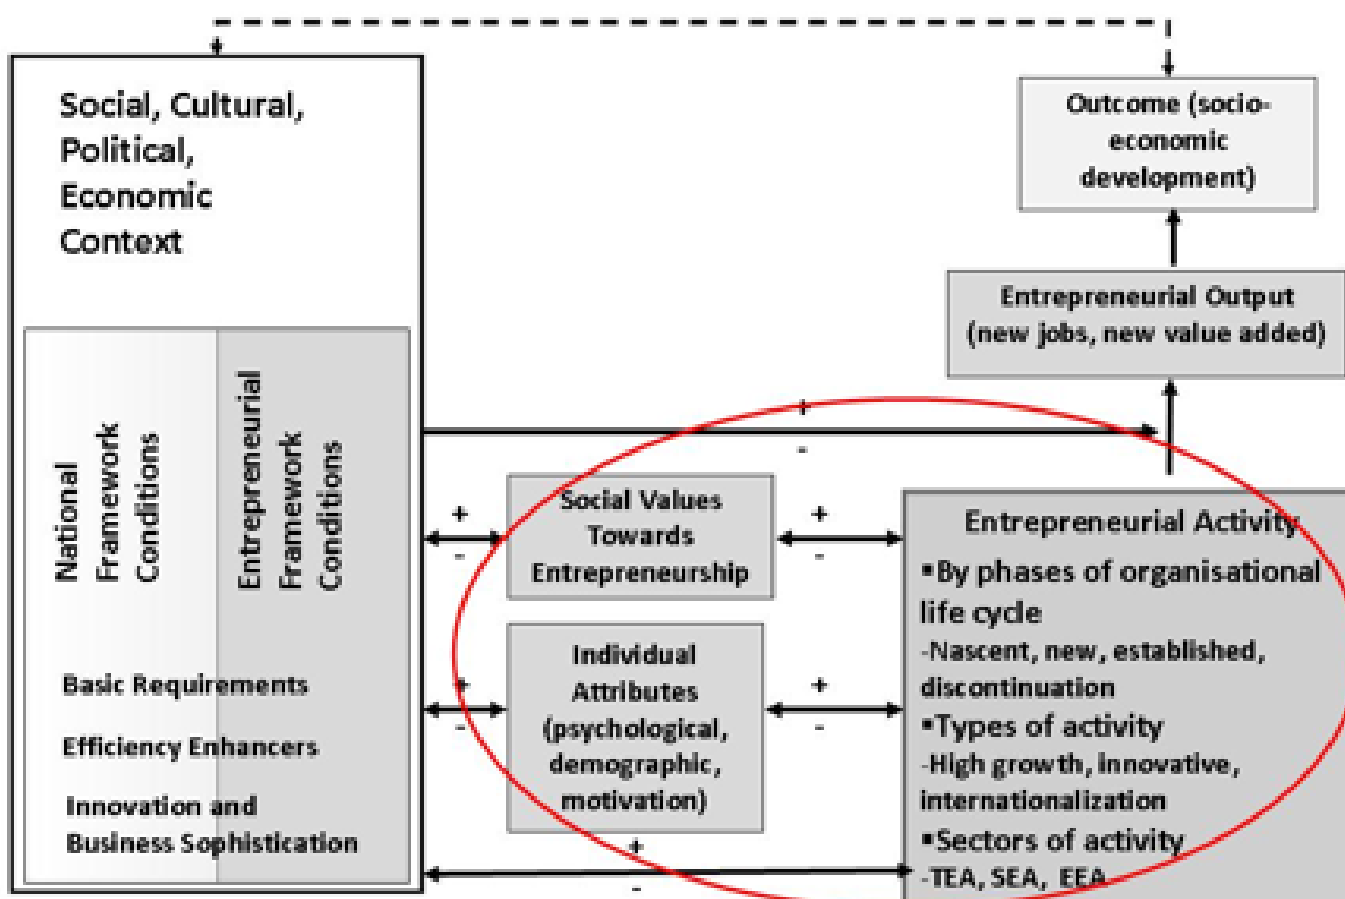 Social, Cultural,
Political,
Economic
Context
National
Framework
Conditions
Entrepreneurial
Framework
Conditions
Basic Requirements
Efficiency Enhancers
Innovation and
Business Sophistication
Outcome (socio-
economic
development)
Entrepreneurial Output
(new jobs, new value added)
+
-
+
-
Social Values
Towards
Entrepreneurship
+
-
+
-
Individual
Attributes
(psychological,
demographic,
motivation)
+
-
+
-
Entrepreneurial Activity
▪By phases of organisational
life cycle
-Nascent, new, established,
discontinuation
▪Types of activity
-High growth, innovative,
internationalization
▪Sectors of activity
-TEA, SEA, EEA